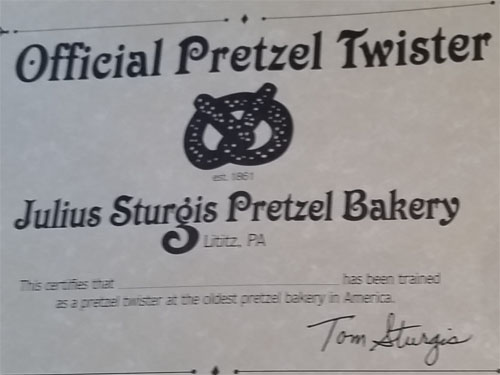 Official Pretzel Twister
est. 1861
Julius Sturgis Pretzel Bakery
Lititz, PA
This certifies that ____________________ has been trained
as a pretzel twister at the oldest pretzel bakery in America.
Tom Sturgis